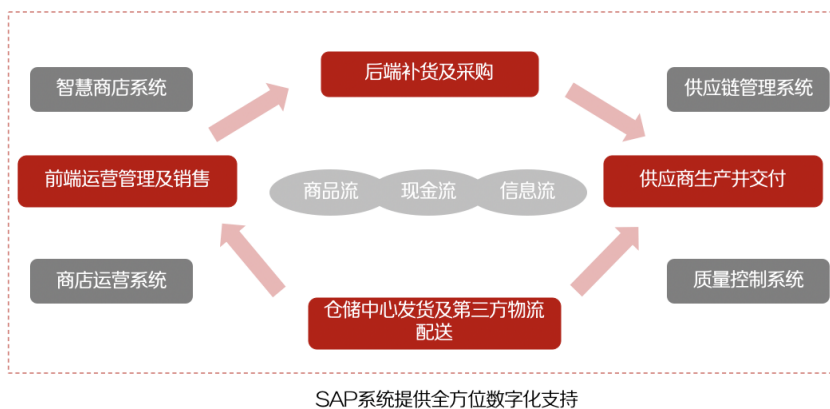 后端补货及采购
智慧商店系统
供应链管理系统
前端运营管理及销售
商品流
现金流
信息流
供应商生产并交付
商店运营系统
质量控制系统
仓储中心发货及第三方物流
配送
SAP系统提供全方位数字化支持